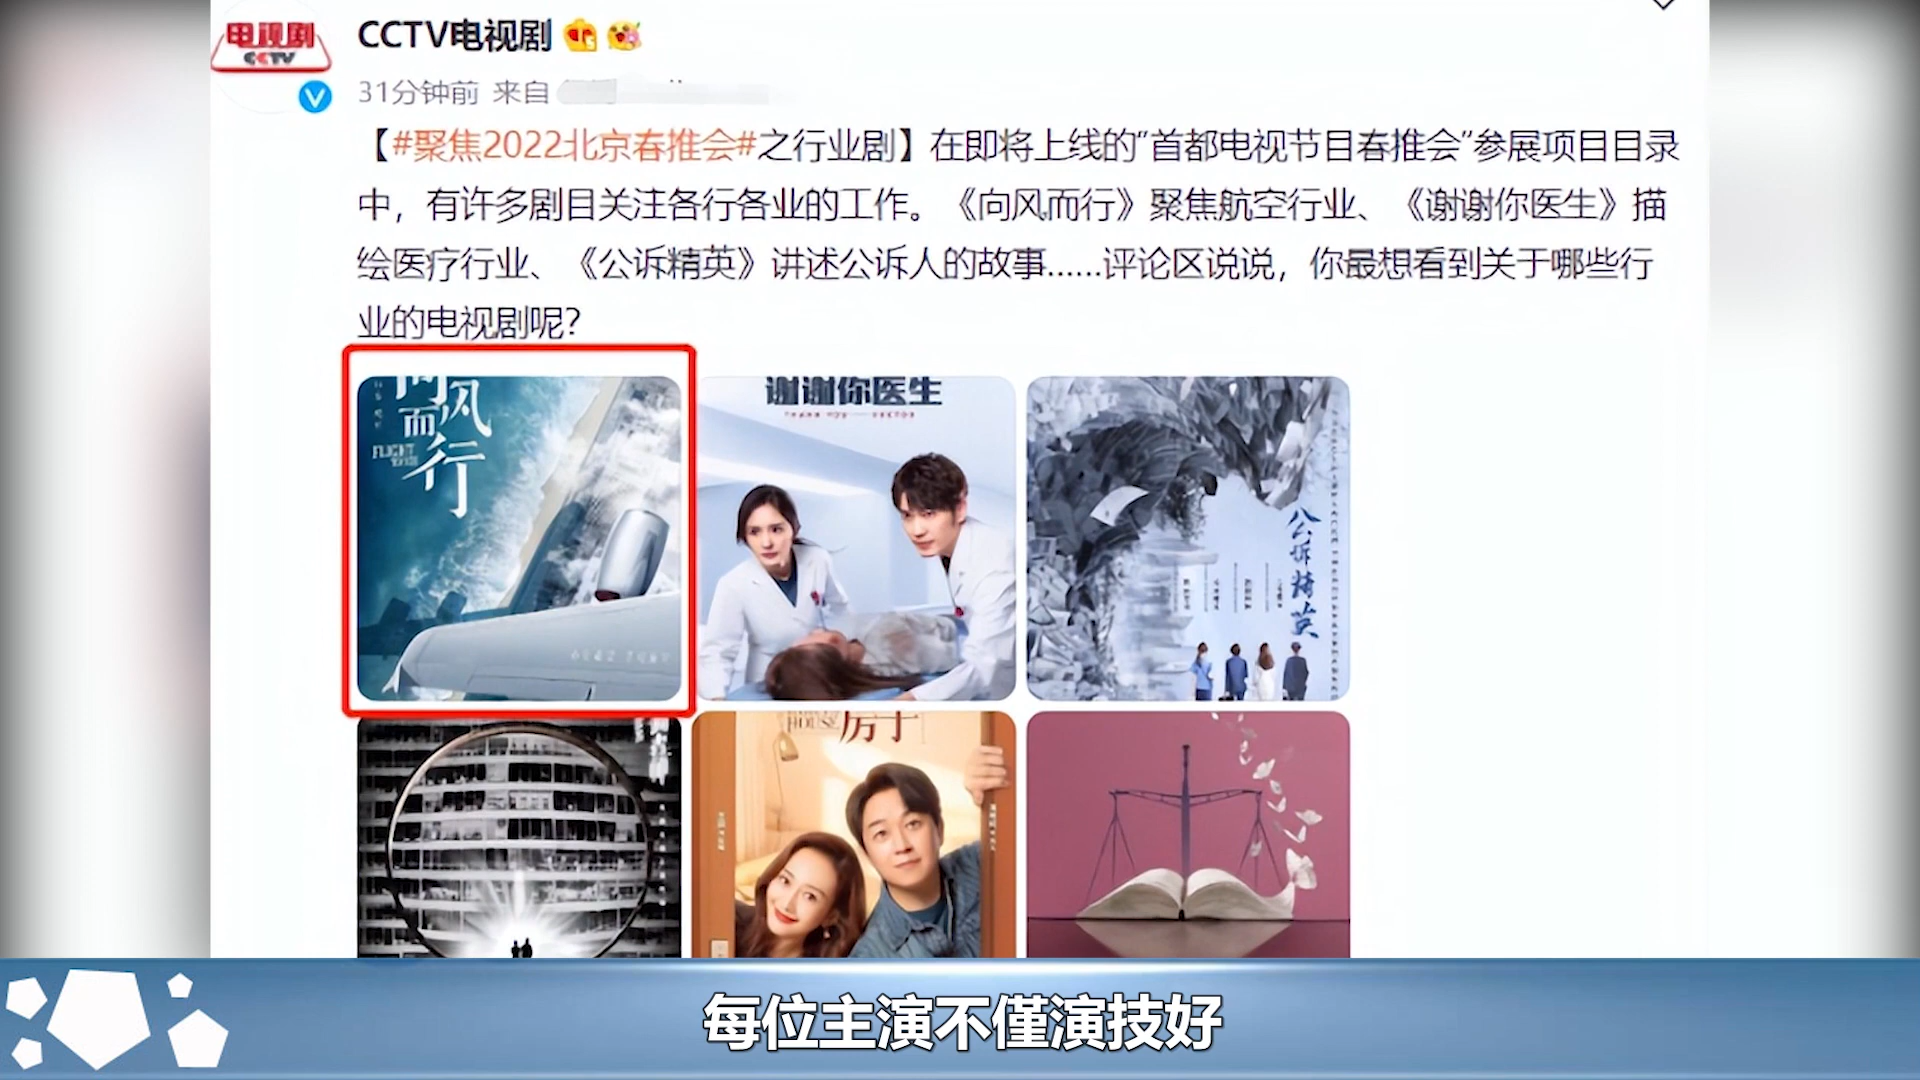 电视剧
CCTV
CCTV电视剧
31分钟前 来自
【#聚焦2022北京春推会#之行业剧】在即将上线的"首都电视节目春推会"参展项目目录
中，有许多剧目关注各行各业的工作。《向风而行》聚焦航空行业、《谢谢你医生》描
绘医疗行业、《公诉精英》讲述公诉人的故事......评论区说说，你最想看到关于哪些行
业的电视剧呢?
向风
而行
FLIGHT
谢谢你医生
THANK YOU DOCTOR
公诉精英
HOUSE
房子
每位主演不仅演技好